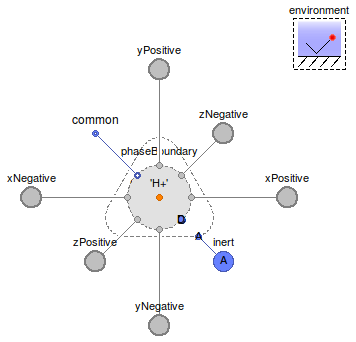 environment
yPositive
common
zNegative
phaseBoundary
'H+'
xNegative
xPositive
D
zPositive
A
inert
A
yNegative